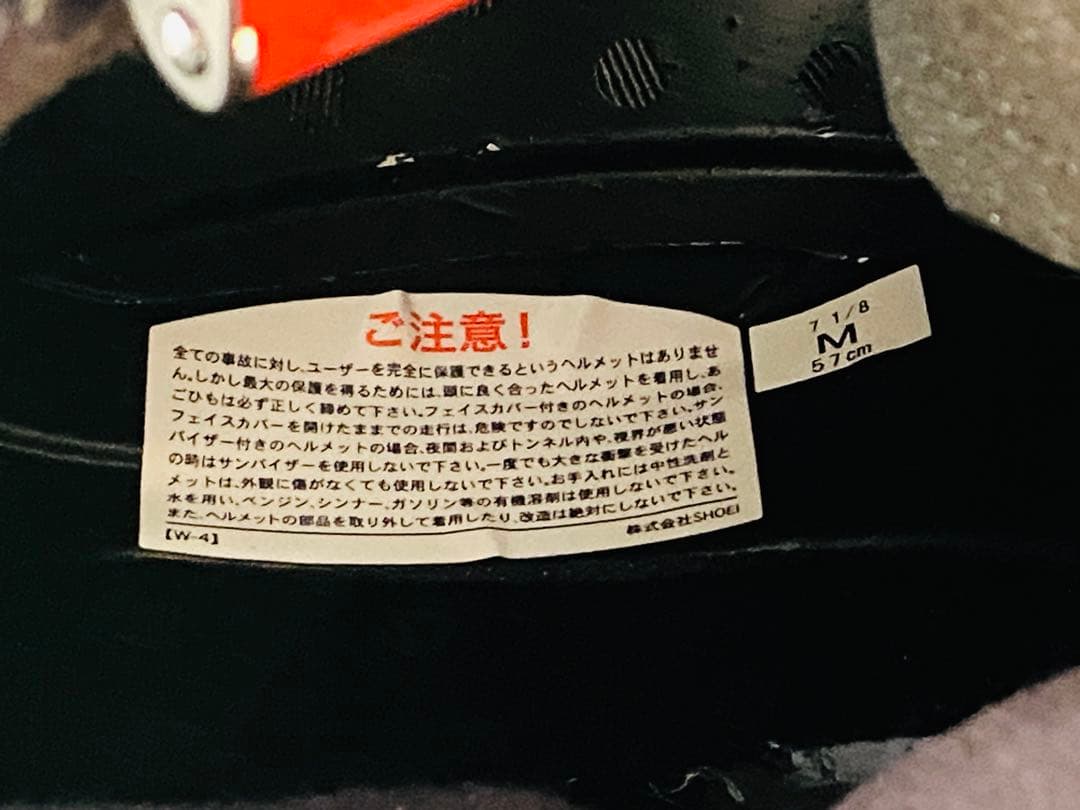 ご注意!
全ての事故に対し、ユーザーを完全に保護できるというヘルメットはありませ
ん。しかし最大の保護を得るためには、頭に良く合ったヘルメットを着用し、あ
ごひもは必ず正しく締めて下さい。フェイスカバー付きのヘルメットの場合、
フェイスカバーを開けたままでの走行は、危険ですのでしないで下さい。サン
バイザー付きのヘルメットの場合、夜間およびトンネル内や、視界が悪い状態
の時はサンバイザーを使用しないで下さい。一度でも大きな衝撃を受けたヘル
メットは、外観に傷がなくても使用しないで下さい。お手入れには中性洗剤と
水を用い、ベンジン、シンナー、ガソリン等の有機溶剤は使用しないで下さい。
また、ヘルメットの部品を取り外して着用したり、改造は絶対にしないで下さい。
【W-4】 株式会社SHOEI
7 1/8
M
57cm